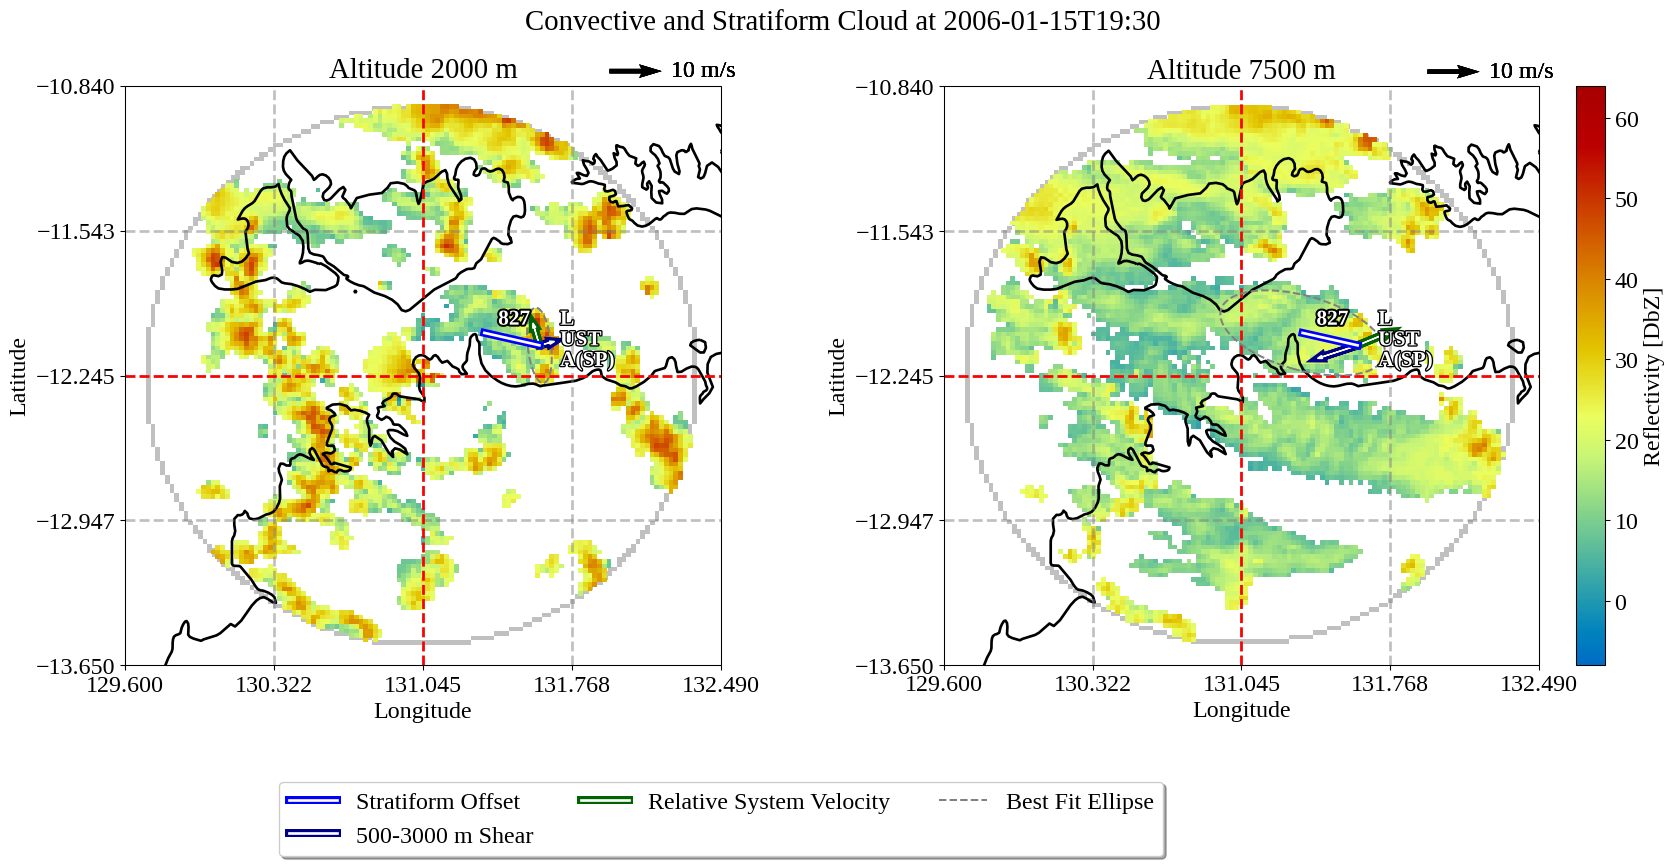 Convective and Stratiform Cloud at 2006-01-15T19:30
Altitude 2000 m
10 m/s
−10.840
−11.543
−12.245
−12.947
−13.650
Latitude
129.600
130.322
131.045
131.768
132.490
Longitude
827
L
UST
A(SP)
Altitude 7500 m
10 m/s
−10.840
−11.543
−12.245
−12.947
−13.650
Latitude
129.600
130.322
131.045
131.768
132.490
Longitude
827
L
UST
A(SP)
60
50
40
30
20
10
0
Reflectivity [DbZ]
Stratiform Offset
500-3000 m Shear
Relative System Velocity
Best Fit Ellipse